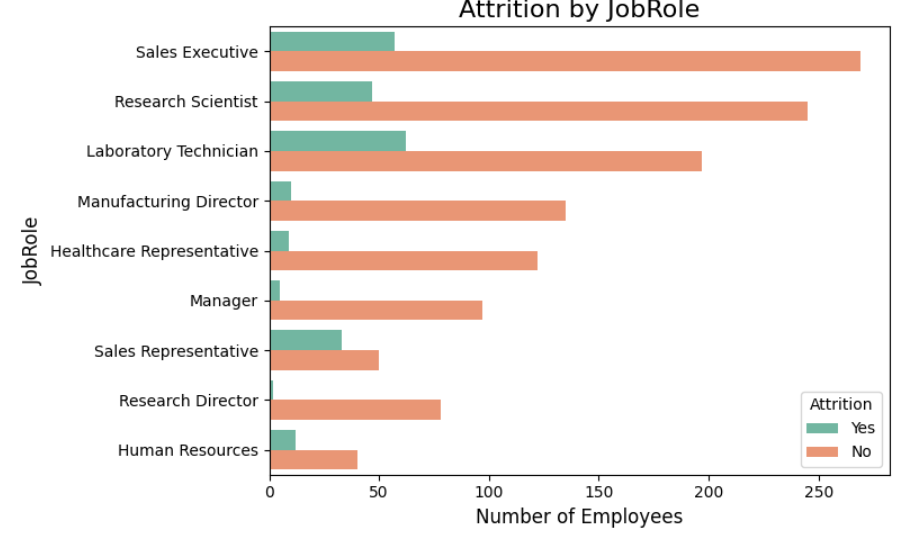 Attrition by JobRole
Sales Executive
Research Scientist
Laboratory Technician
Manufacturing Director
Healthcare Representative
Manager
Sales Representative
Research Director
Human Resources
JobRole
Attrition
Yes
No
0 50 100 150 200 250
Number of Employees